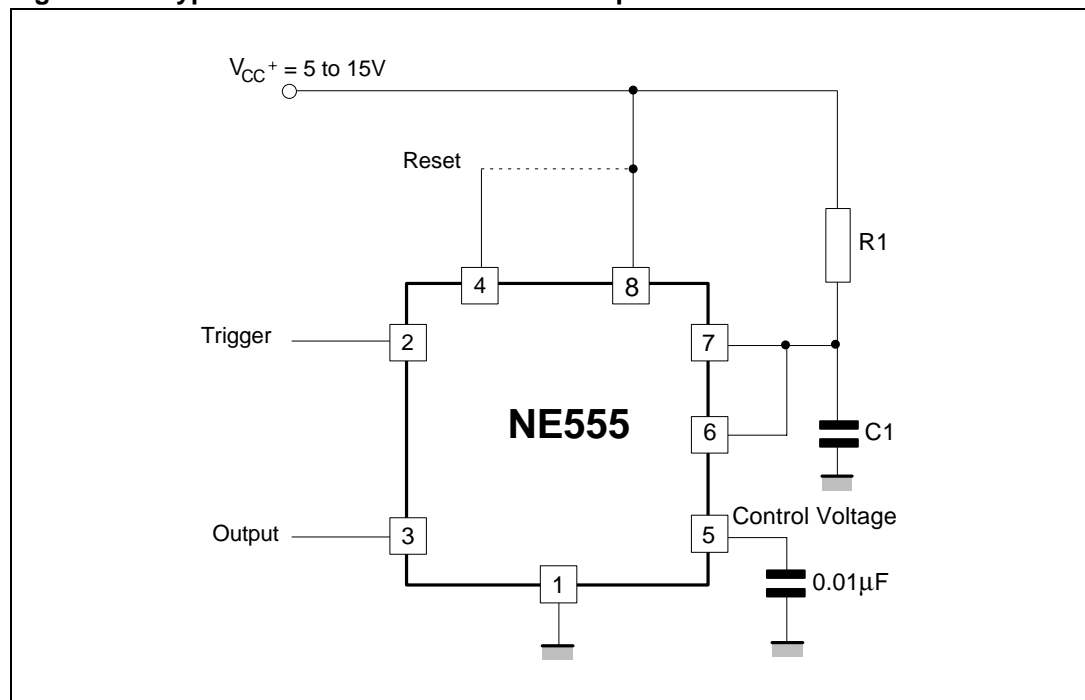 V_CC+ = 5 to 15V
Reset
R1
4
8
Trigger
2
7
NE555
6
C1
Control Voltage
Output
3
5
1
0.01μF